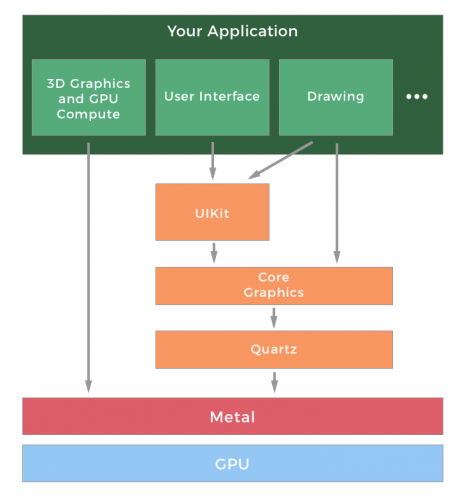 Your Application
3D Graphics
and GPU
Compute
User Interface
Drawing
...
UIKit
Core
Graphics
Quartz
Metal
GPU